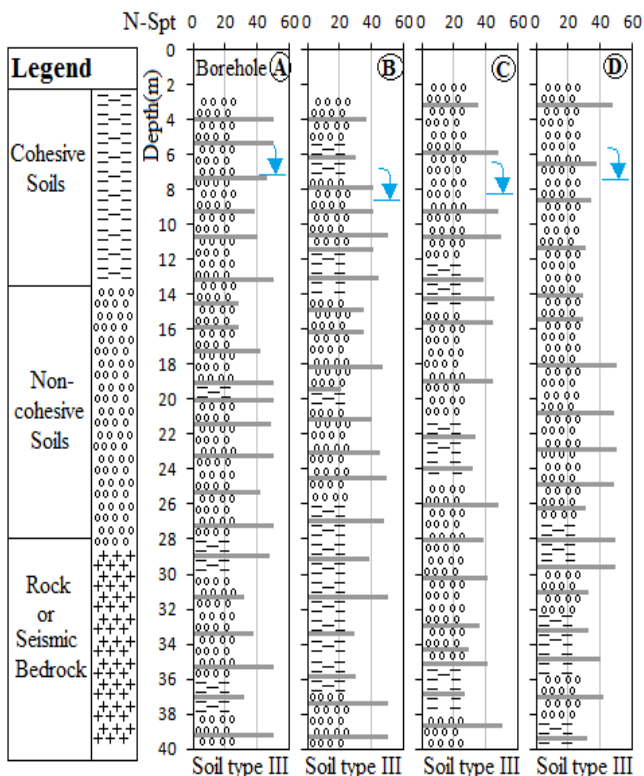 N-Spt
0 20 40 60 0 20 40 60 0 20 40 60 0 20 40 60
Legend
Cohesive
Soils
Non-
cohesive
Soils
Rock
or
Seismic
Bedrock
Depth(m)
0
2
4
6
8
10
12
14
16
18
20
22
24
26
28
30
32
34
36
38
40
Borehole A
B
C
D
Soil type III
Soil type III
Soil type III
Soil type III